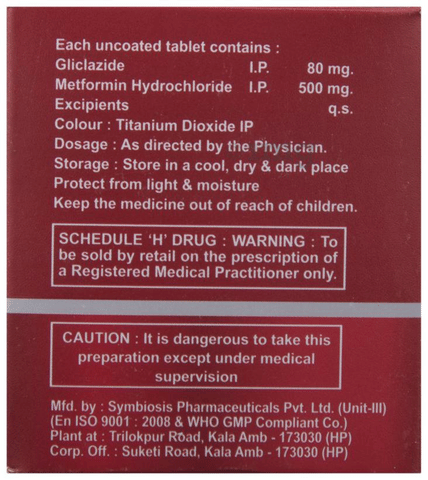 Each uncoated tablet contains :
Gliclazide I.P. 80 mg.
Metformin Hydrochloride I.P. 500 mg.
Excipients q.s.
Colour : Titanium Dioxide IP
Dosage : As directed by the Physician.
Storage : Store in a cool, dry & dark place
Protect from light & moisture
Keep the medicine out of reach of children.
SCHEDULE 'H' DRUG : WARNING : To
be sold by retail on the prescription of
a Registered Medical Practitioner only.
CAUTION : It is dangerous to take this
preparation except under medical
supervision
Mfd. by : Symbiosis Pharmaceuticals Pvt. Ltd. (Unit-III)
(En ISO 9001 : 2008 & WHO GMP Compliant Co.)
Plant at : Trilokpur Road, Kala Amb - 173030 (HP)
Corp. Off. : Suketi Road, Kala Amb - 173030 (HP)